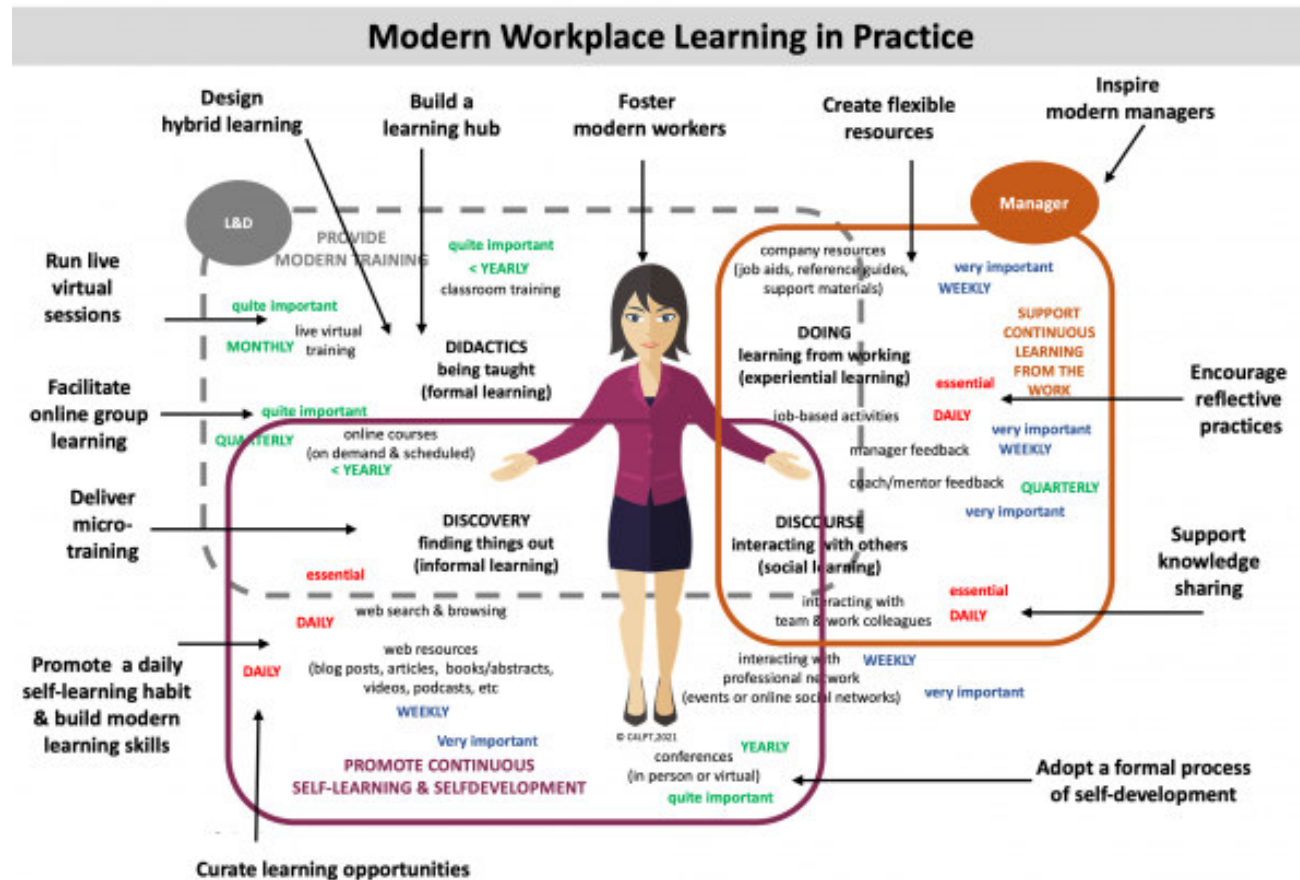 Modern Workplace Learning in Practice
Design
hybrid learning
Build a
learning hub
Foster
modern workers
Create flexible
resources
Inspire
modern managers
L&D
Manager
PROVIDE
MODERN TRAINING
quite important
< YEARLY
classroom training
company resources
(job aids, reference guides,
support materials)
very important
WEEKLY
Run live
virtual
sessions
quite important
MONTHLY
live virtual
training
DIDACTICS
being taught
(formal learning)
DOING
learning from working
(experiential learning)
SUPPORT
CONTINUOUS
LEARNING
FROM THE
WORK
essential
DAILY
job-based activities
Encourage
reflective
practices
Facilitate
online group
learning
quite important
QUARTERLY
online courses
(on demand & scheduled)
< YEARLY
very important
WEEKLY
manager feedback
coach/mentor feedback
QUARTERLY
very important
Deliver
micro-
training
DISCOVERY
finding things out
(informal learning)
DISCOURSE
interacting with others
(social learning)
Support
knowledge
sharing
essential
DAILY
web search & browsing
essential
DAILY
interacting with
team & work colleagues
Promote a daily
self-learning habit
& build modern
learning skills
DAILY
web resources
(blog posts, articles, books/abstracts,
videos, podcasts, etc
WEEKLY
Very important
interacting with
professional network
(events or online social networks)
WEEKLY
very important
© C4LPT,2021
PROMOTE CONTINUOUS
SELF-LEARNING & SELFDEVELOPMENT
YEARLY
conferences
(in person or virtual)
quite important
Adopt a formal process
of self-development
Curate learning opportunities